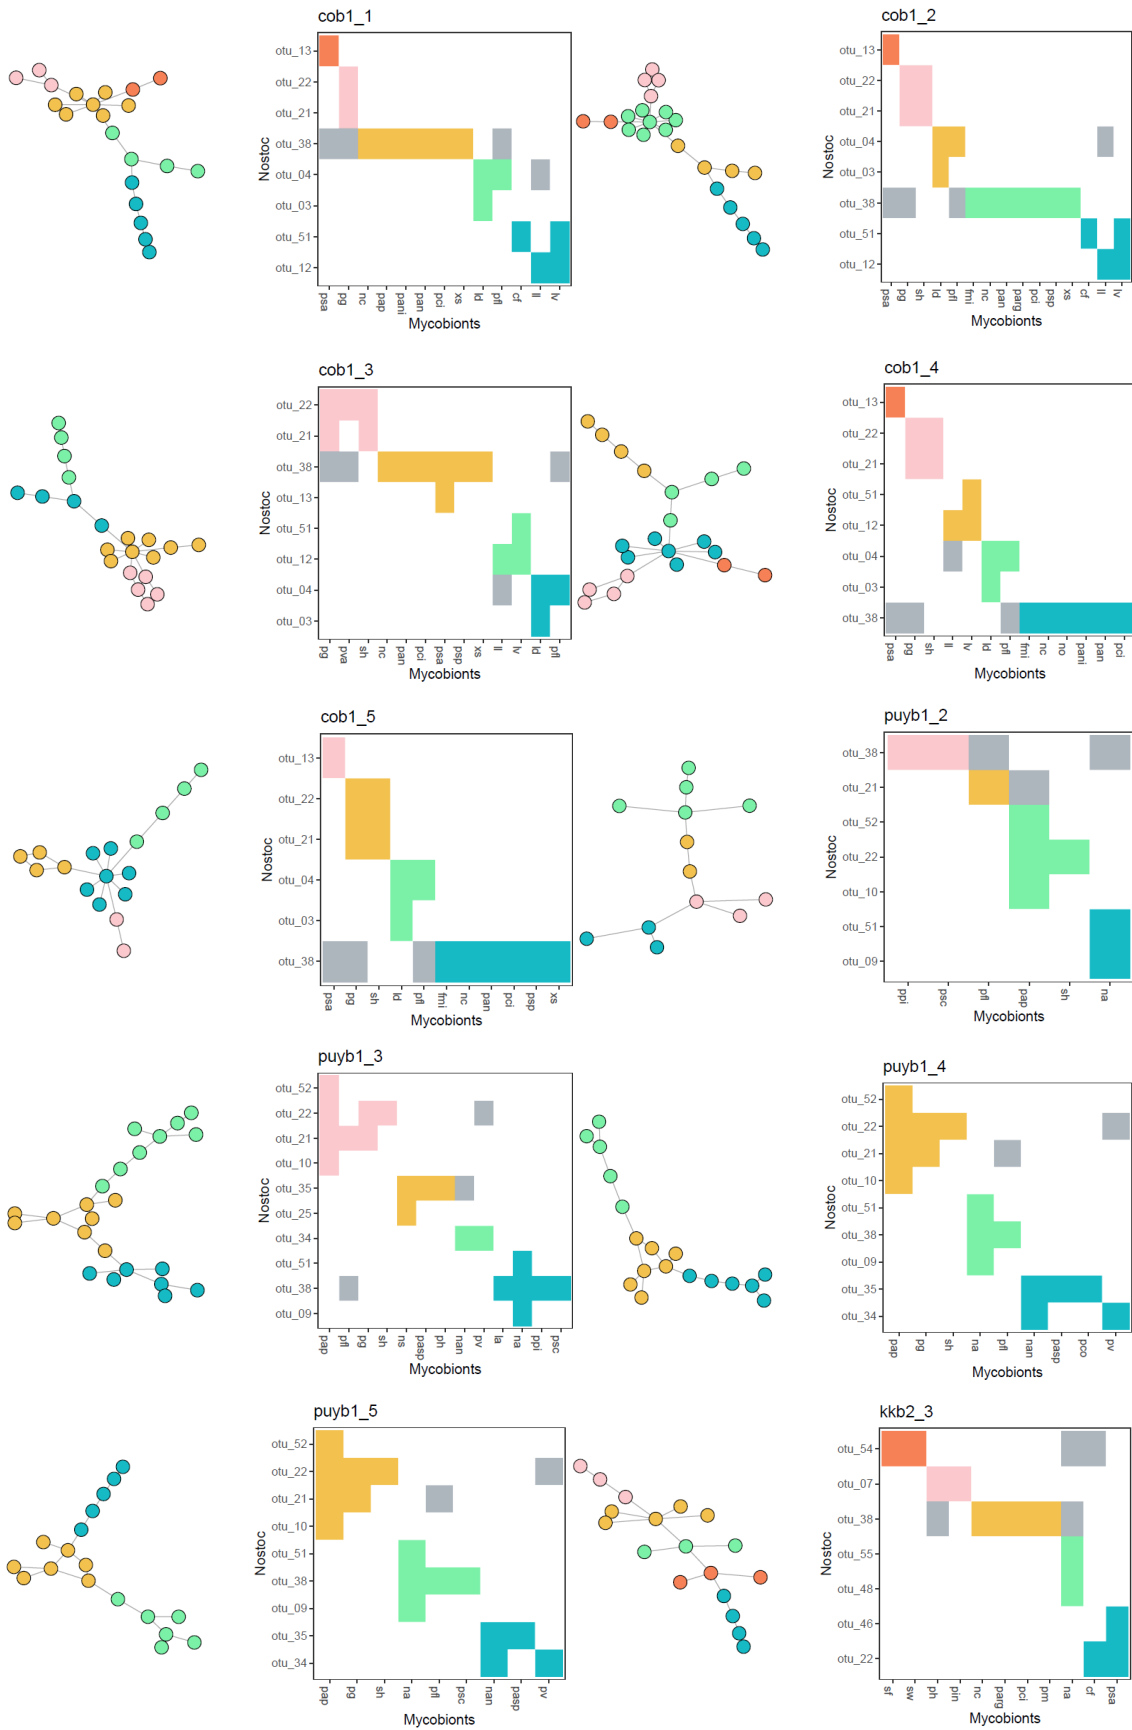 cob1_1
otu_13
otu_22
otu_21
otu_38
otu_04
otu_03
otu_51
otu_12
Nostoc
psa pg nc pap pani pan pci xs ld pfl cf ll lv
Mycobionts
cob1_2
otu_13
otu_22
otu_21
otu_04
otu_03
otu_38
otu_51
otu_12
Nostoc
psa pg sh ld pfl fmi nc pan parg pci psp xs cf ll lv
Mycobionts
cob1_3
otu_22
otu_21
otu_38
otu_13
otu_51
otu_12
otu_04
otu_03
Nostoc
pg pva sh nc pan pci psa psp xs ll lv ld pfl
Mycobionts
cob1_4
otu_13
otu_22
otu_21
otu_51
otu_12
otu_04
otu_03
otu_38
Nostoc
psa pg sh ll lv ld pfl fmi nc no pani pan pci
Mycobionts
cob1_5
otu_13
otu_22
otu_21
otu_04
otu_03
otu_38
Nostoc
psa pg sh ld pfl fmi nc pan pci psp xs
Mycobionts
puyb1_2
otu_38
otu_21
otu_52
otu_22
otu_10
otu_51
otu_09
Nostoc
ppi psc pfl pap sh na
Mycobionts
puyb1_3
otu_52
otu_22
otu_21
otu_10
otu_35
otu_25
otu_34
otu_51
otu_38
otu_09
Nostoc
pap pfl pg sh ns pasp ph nan pv la na ppi psc
Mycobionts
puyb1_4
otu_52
otu_22
otu_21
otu_10
otu_51
otu_38
otu_09
otu_35
otu_34
Nostoc
pap pg sh na pfl nan pasp pco pv
Mycobionts
puyb1_5
otu_52
otu_22
otu_21
otu_10
otu_51
otu_38
otu_09
otu_35
otu_34
Nostoc
pap pg sh na pfl psc nan pasp pv
Mycobionts
kkb2_3
otu_54
otu_07
otu_38
otu_55
otu_48
otu_46
otu_22
Nostoc
sf sw ph pin nc parg pci pm na cf psa
Mycobionts